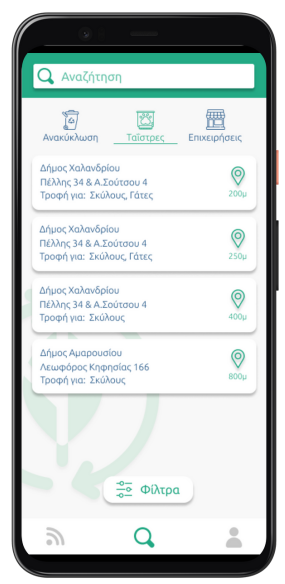 Αναζήτηση
Ανακύκλωση
Ταΐστρες
Επιχειρήσεις
Δήμος Χαλανδρίου
Πέλλης 34 & Α.Σούτσου 4
Τροφή για: Σκύλους, Γάτες
200μ
Δήμος Χαλανδρίου
Πέλλης 34 & Α.Σούτσου 4
Τροφή για: Σκύλους, Γάτες
250μ
Δήμος Χαλανδρίου
Πέλλης 34 & Α.Σούτσου 4
Τροφή για: Σκύλους
400μ
Δήμος Αμαρουσίου
Λεωφόρος Κηφησίας 166
Τροφή για: Σκύλους
800μ
Φίλτρα